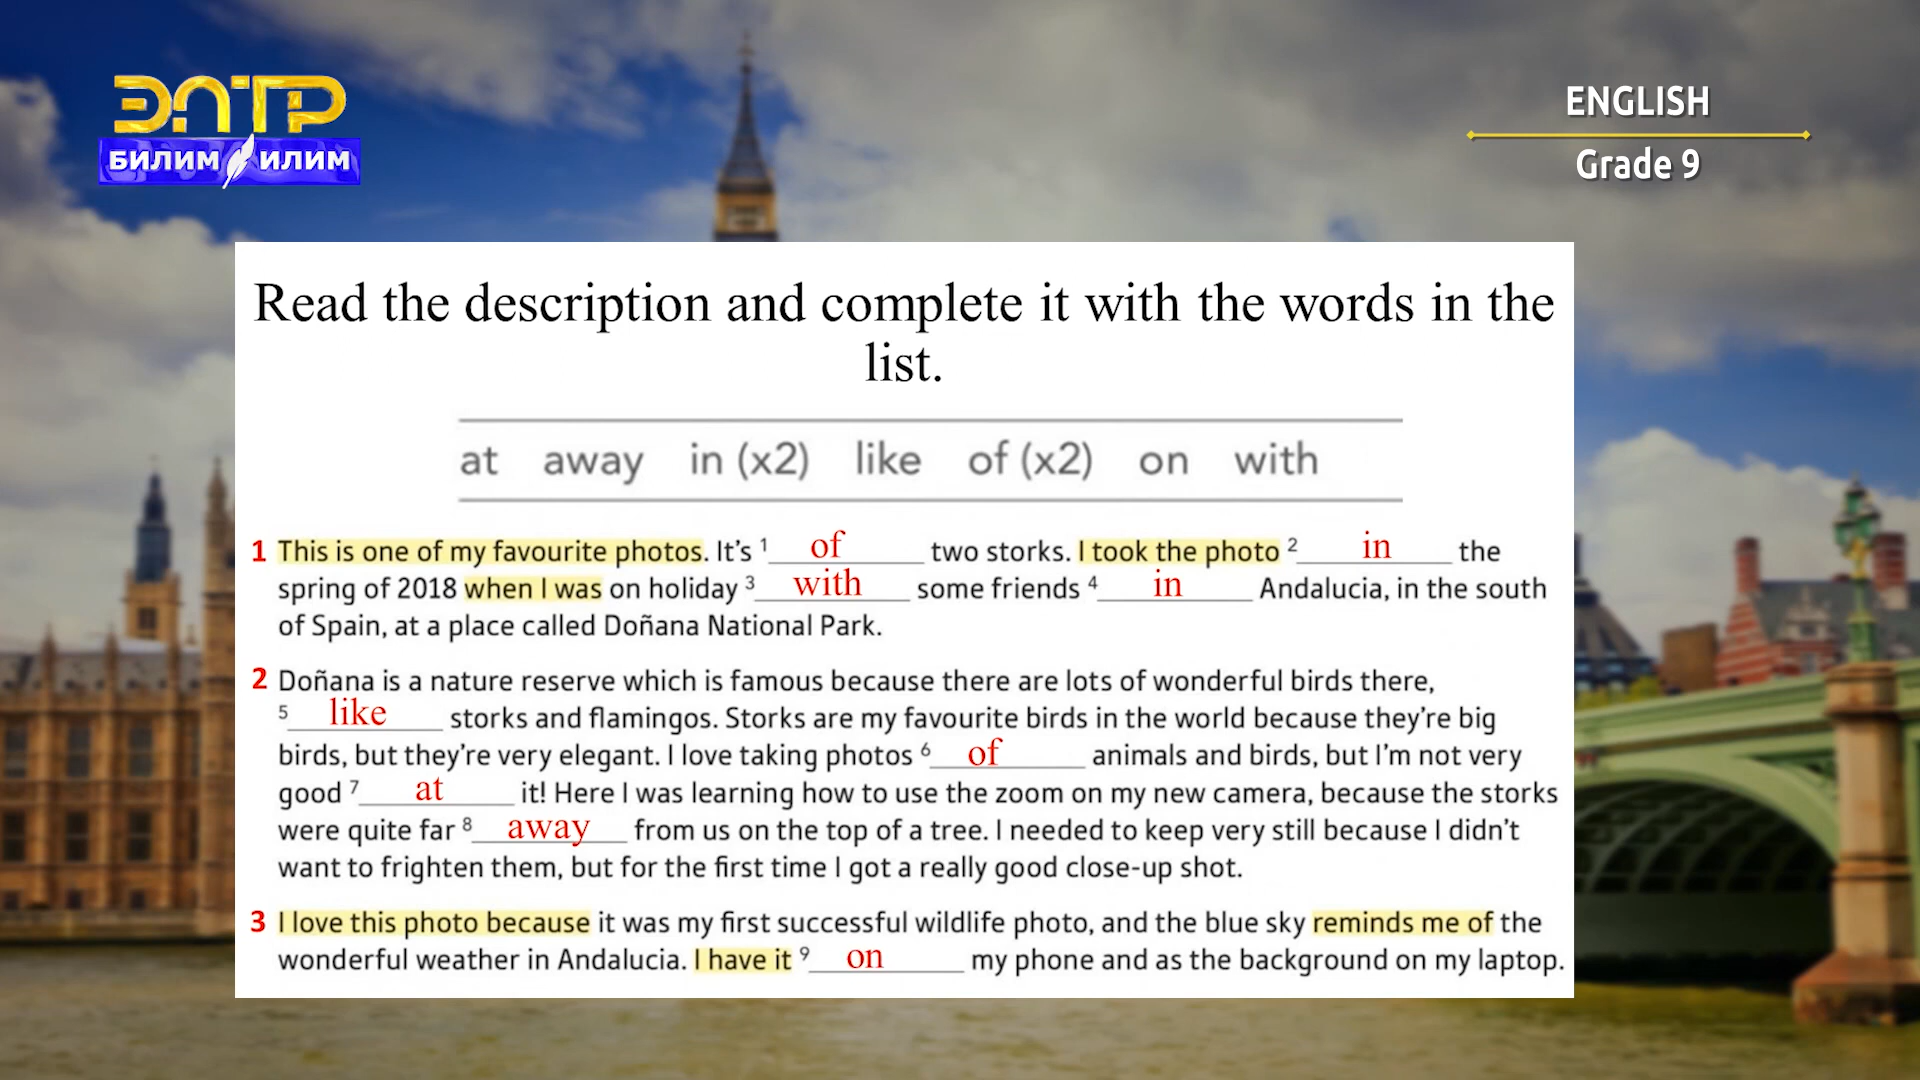 ЭЛТР
БИЛИМ ИЛИМ
ENGLISH
Grade 9
Read the description and complete it with the words in the
list.
at away in (x2) like of (x2) on with
1 This is one of my favourite photos. It's 1 of two storks. I took the photo 2 in the
spring of 2018 when I was on holiday 3 with some friends 4 in Andalucia, in the south
of Spain, at a place called Doñana National Park.
2 Doñana is a nature reserve which is famous because there are lots of wonderful birds there,
5 like storks and flamingos. Storks are my favourite birds in the world because they're big
birds, but they're very elegant. I love taking photos 6 of animals and birds, but I'm not very
good 7 at it! Here I was learning how to use the zoom on my new camera, because the storks
were quite far 8 away from us on the top of a tree. I needed to keep very still because I didn't
want to frighten them, but for the first time I got a really good close-up shot.
3 I love this photo because it was my first successful wildlife photo, and the blue sky reminds me of the
wonderful weather in Andalucia. I have it 9 on my phone and as the background on my laptop.